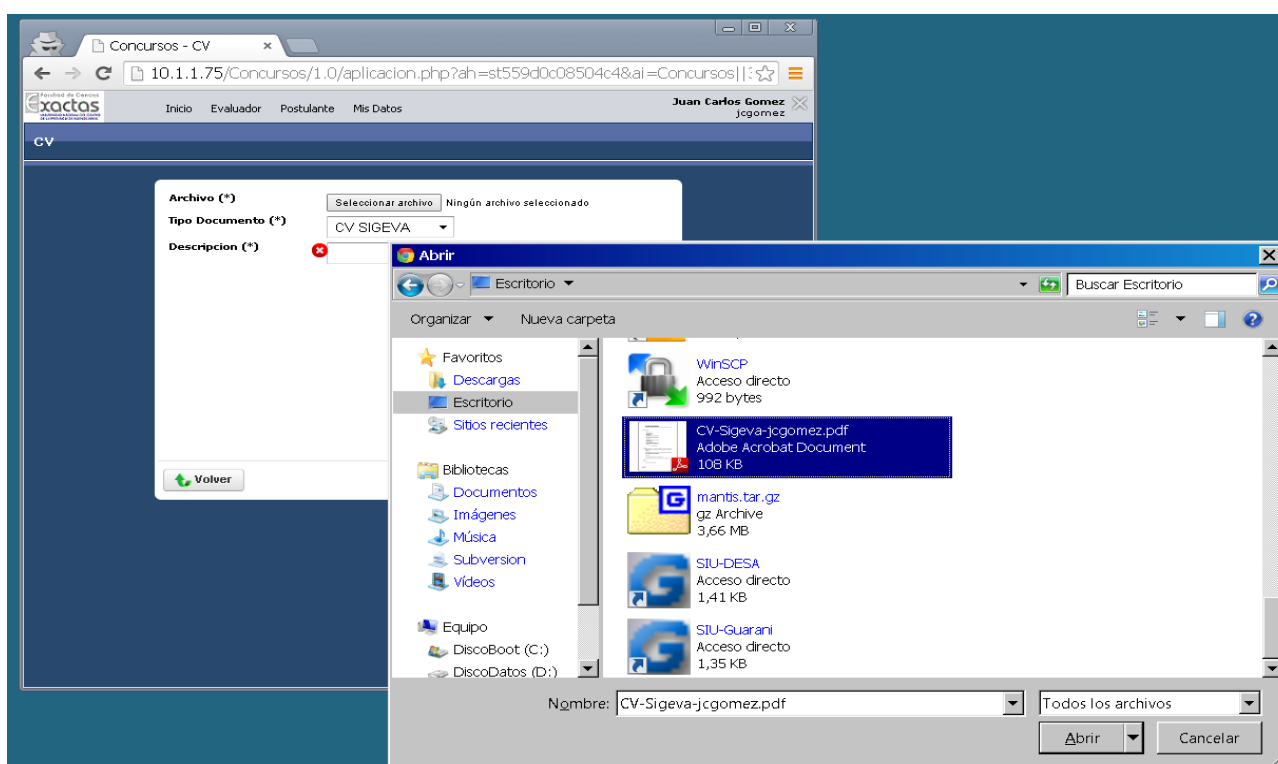 Concursos - CV
10.1.1.75/Concursos/1.0/aplicacion.php?ah=st559d0c08504c4&ai=Concursos||
Facultad de Ciencias
Exactas
Inicio Evaluador Postulante Mis Datos
Juan Carlos Gomez
jcgomez
CV
Archivo (*)
Seleccionar archivo Ningún archivo seleccionado
Tipo Documento (*)
CV SIGEVA
Descripcion (*)
Volver
Abrir
Escritorio
Buscar Escritorio
Organizar Nueva carpeta
Favoritos
Descargas
Escritorio
Sitios recientes
Bibliotecas
Documentos
Imágenes
Música
Subversion
Vídeos
Equipo
DiscoBoot (C:)
DiscoDatos (D:)
WinSCP
Acceso directo
992 bytes
CV-Sigeva-jcgomez.pdf
Adobe Acrobat Document
108 KB
mantis.tar.gz
gz Archive
3,66 MB
SIU-DESA
Acceso directo
1,41 KB
SIU-Guarani
Acceso directo
1,35 KB
Nombre: CV-Sigeva-jcgomez.pdf
Todos los archivos
Abrir
Cancelar